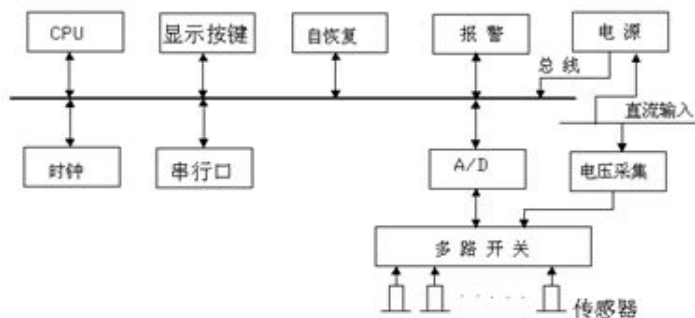 CPU
显示按键
自恢复
报警
电 源
总 线
直流输入
时钟
串行口
A/D
电压采集
多 路 开 关
传感器